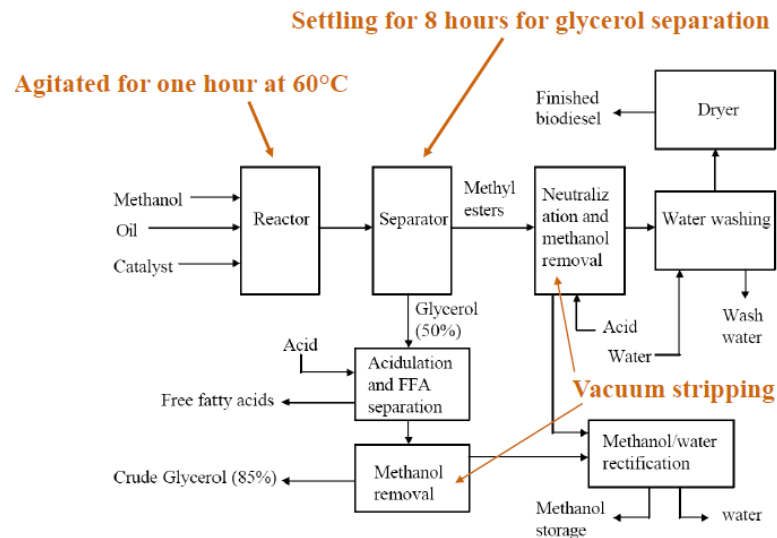 Settling for 8 hours for glycerol separation
Agitated for one hour at 60°C
Finished
biodiesel
Dryer
Methanol
Oil
Catalyst
Reactor
Separator
Methyl
esters
Neutraliz
ation and
methanol
removal
Water washing
Glycerol
(50%)
Acid
Water
Wash
water
Acid
Acidulation
and FFA
separation
Free fatty acids
Vacuum stripping
Crude Glycerol (85%)
Methanol
removal
Methanol/water
rectification
Methanol
storage
water